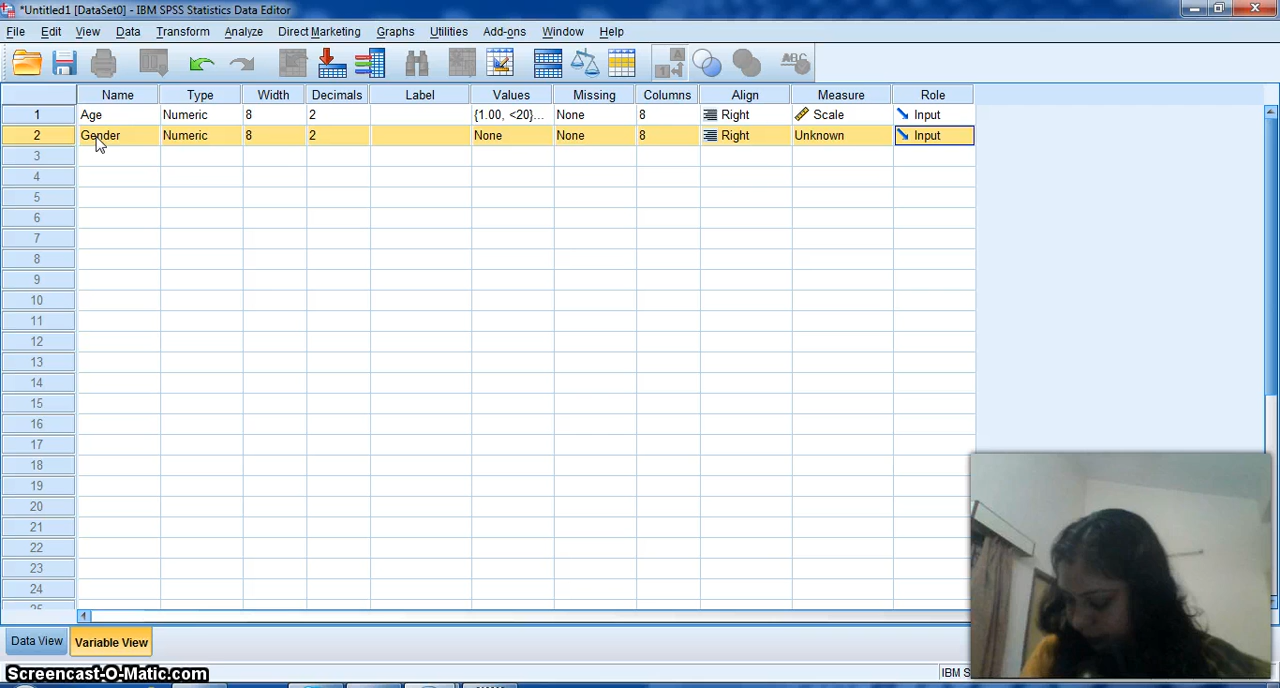 *Untitled1 [DataSet0] - IBM SPSS Statistics Data Editor
File Edit View Data Transform Analyze Direct Marketing Graphs Utilities Add-ons Window Help
Name Type Width Decimals Label Values Missing Columns Align Measure Role
1 Age Numeric 8 2 {1.00, <20}... None 8 Right Scale Input
2 Gender Numeric 8 2 None None 8 Right Unknown Input
3
4
5
6
7
8
9
10
11
12
13
14
15
16
17
18
19
20
21
22
23
24
25
Data View Variable View
Screencast-O-Matic.com
IBM S